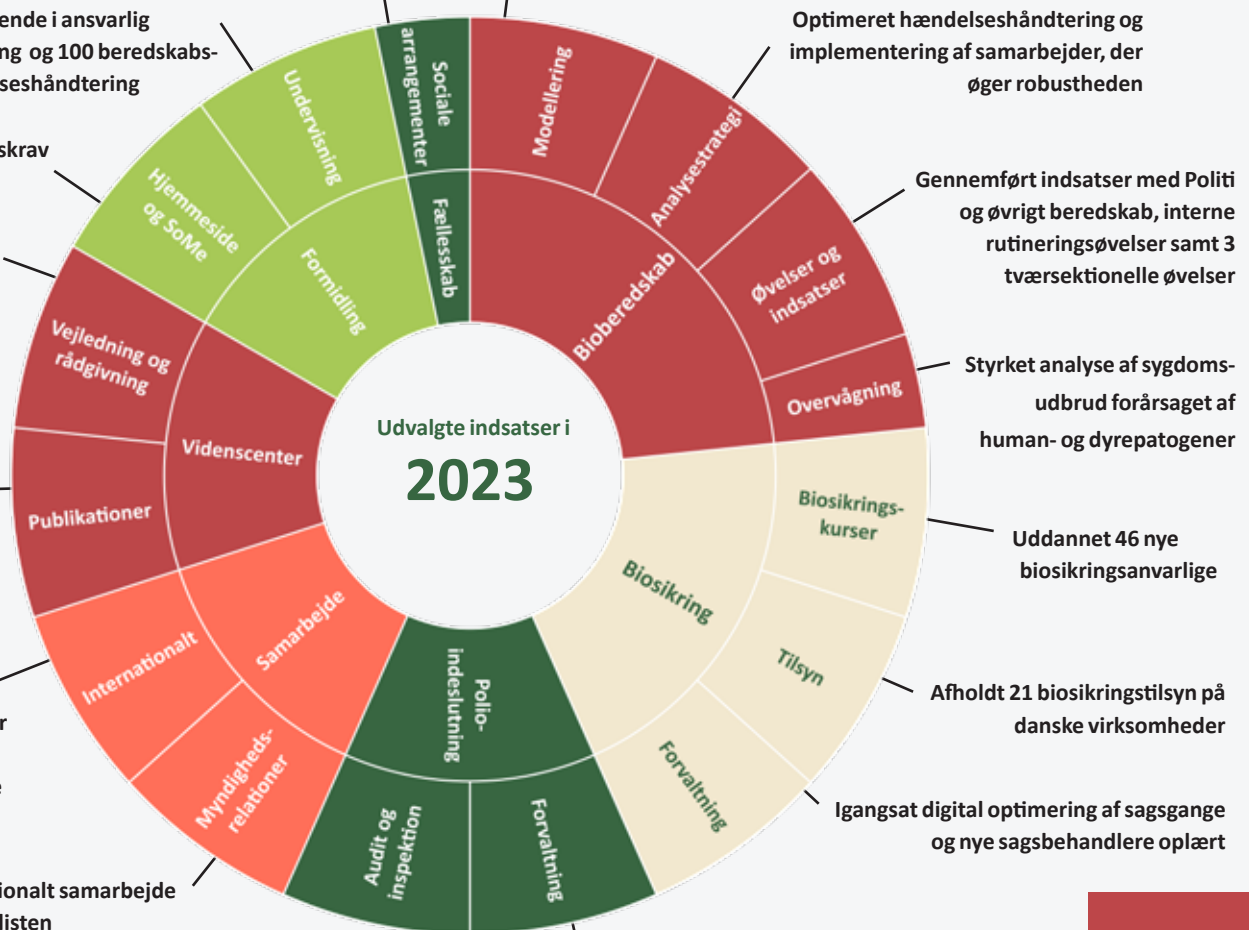 ende i ansvarlig
ng og 100 beredskabs-
seshåndtering
skrav
r
e
ionalt samarbejde
listen
Optimeret hændelseshåndtering og
implementering af samarbejder, der
øger robustheden
Gennemført indsatser med Politi
og øvrigt beredskab, interne
rutineringsøvelser samt 3
tværsektionelle øvelser
Styrket analyse af sygdoms-
udbrud forårsaget af
human- og dyrepatogener
Uddannet 46 nye
biosikringsanvarlige
Afholdt 21 biosikringstilsyn på
danske virksomheder
Igangsat digital optimering af sagsgange
og nye sagsbehandlere oplært
Udvalgte indsatser i
2023
Bioberedskab
Modellering
Analysestrategi
Øvelser og
indsatser
Overvågning
Biosikring
Biosikrings-
kurser
Tilsyn
Forvaltning
Polio-
indeslutning
Forvaltning
Audit og
inspektion
Samarbejde
Myndigheds-
relationer
Internationalt
Videnscenter
Publikationer
Vejledning og
rådgivning
Formidling
Hjemmeside
og SoMe
Undervisning
Fællesskab
Sociale
arrangementer